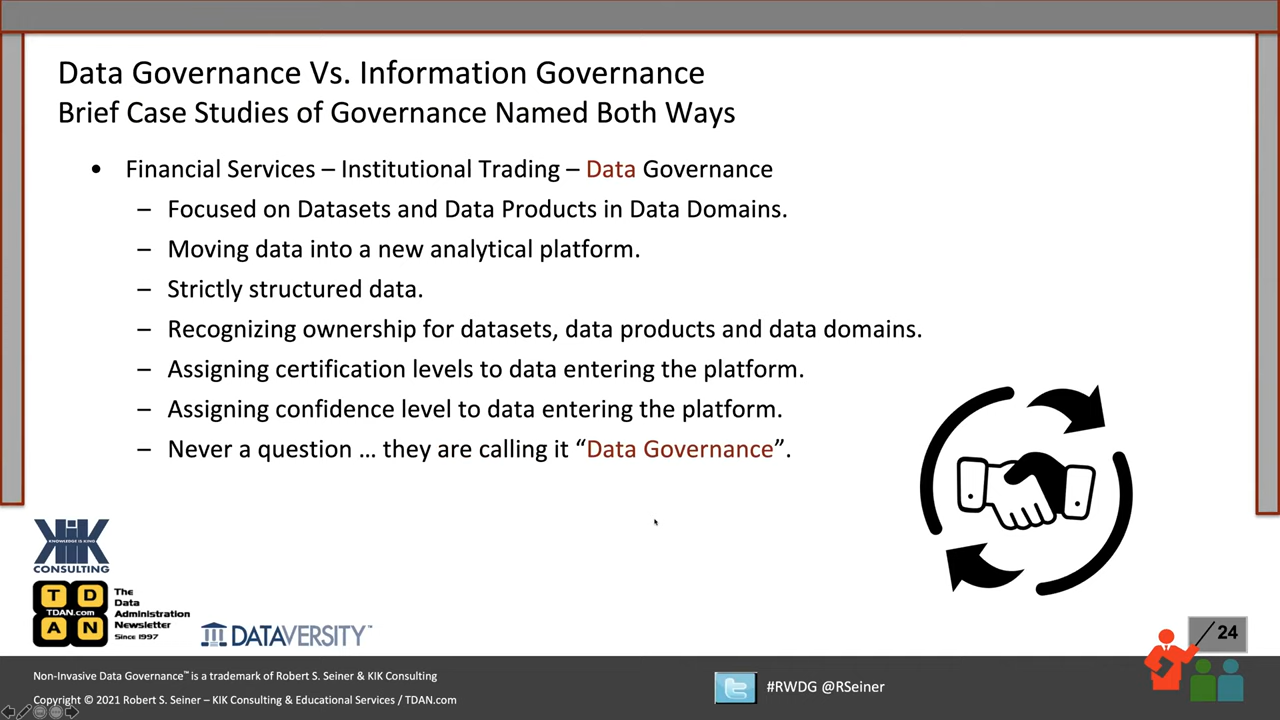 Data Governance Vs. Information Governance
Brief Case Studies of Governance Named Both Ways
• Financial Services – Institutional Trading – Data Governance
– Focused on Datasets and Data Products in Data Domains.
– Moving data into a new analytical platform.
– Strictly structured data.
– Recognizing ownership for datasets, data products and data domains.
– Assigning certification levels to data entering the platform.
– Assigning confidence level to data entering the platform.
– Never a question … they are calling it “Data Governance”.
KIK
KNOWLEDGE IS KING
CONSULTING
T D
TDAN.com
A N
The
Data
Administration
Newsletter
Since 1997
DATAVERSITY™
24
Non-Invasive Data Governance™ is a trademark of Robert S. Seiner & KIK Consulting
Copyright © 2021 Robert S. Seiner – KIK Consulting & Educational Services / TDAN.com
#RWDG @RSeiner